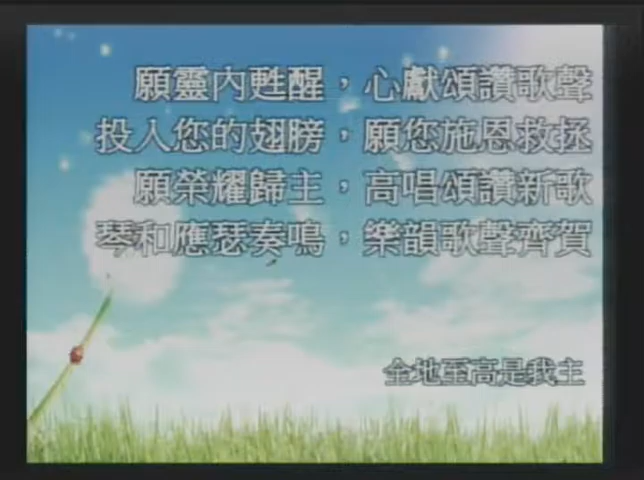 願靈內甦醒，心獻頌讚歌聲
投入您的翅膀，願您施恩救拯
願榮耀歸主，高唱頌讚新歌
琴和應瑟奏鳴，樂韻歌聲齊賀
全地至高是我主